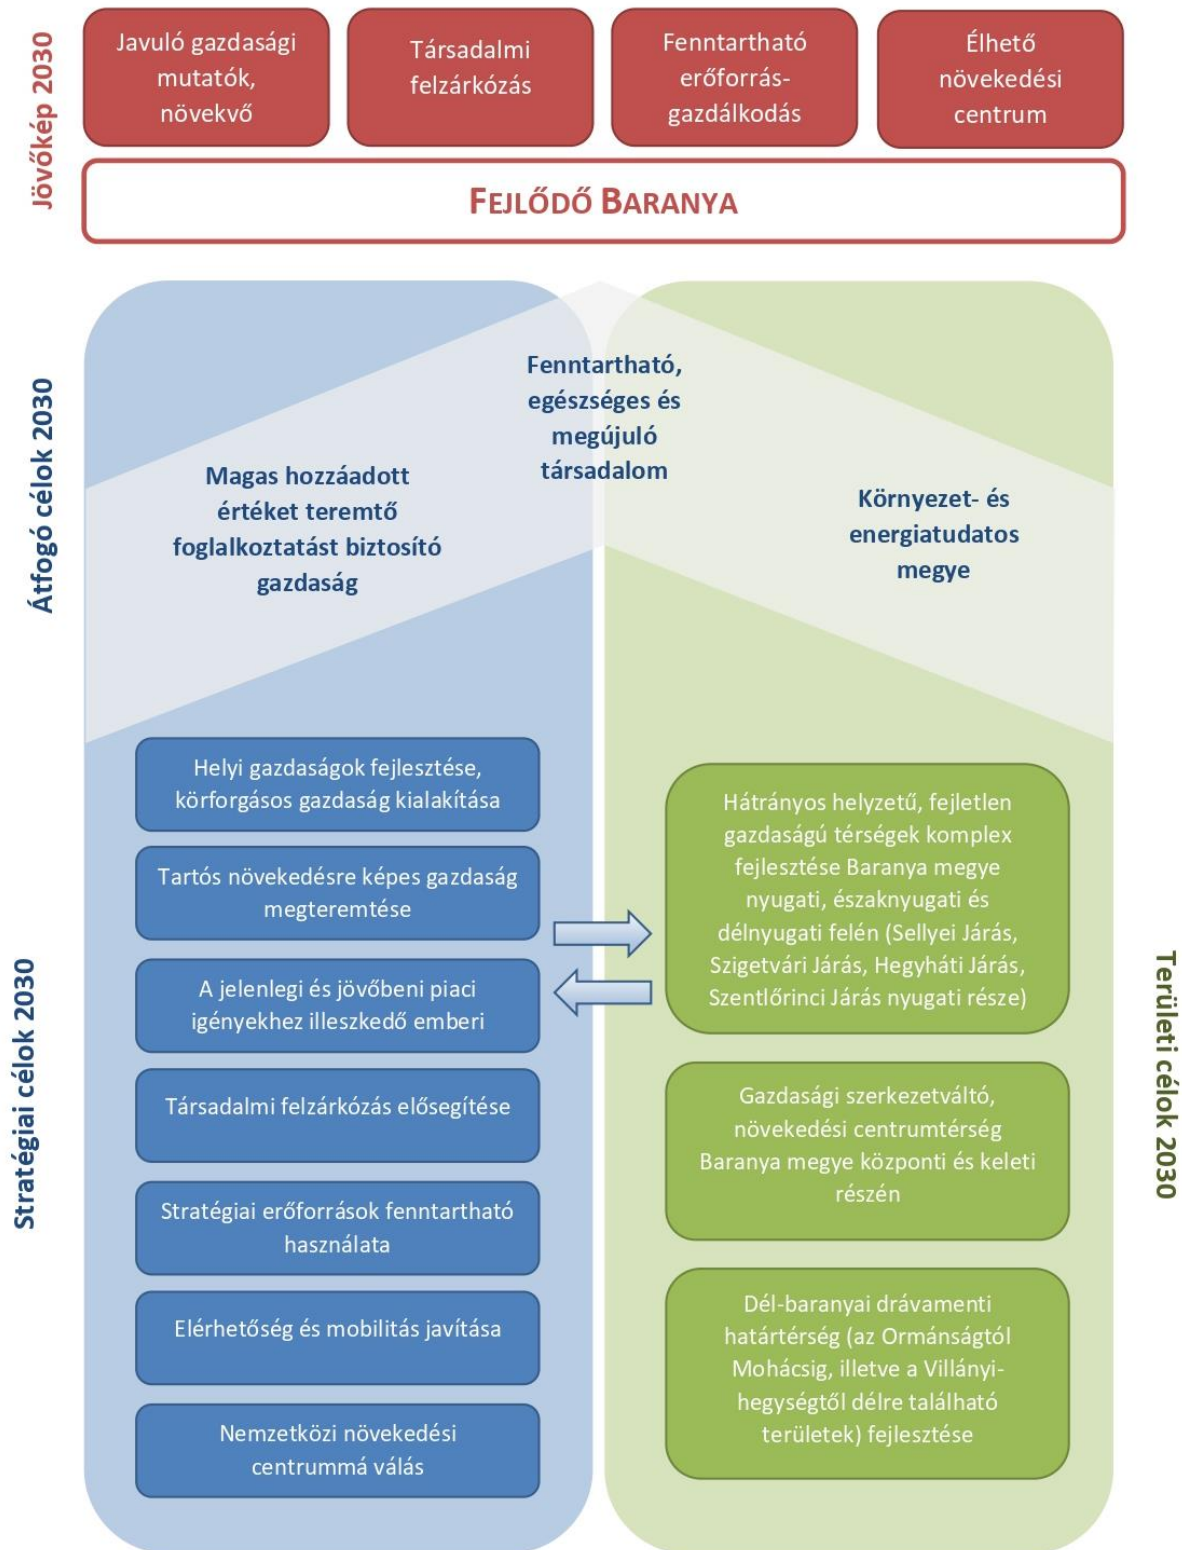 Jövőkép 2030
Javuló gazdasági
mutatók,
növekvő
Társadalmi
felzárkózás
Fenntartható
erőforrás-
gazdálkodás
Élhető
növekedési
centrum
FEJLŐDŐ BARANYA
Átfogó célok 2030
Magas hozzáadott
értéket teremtő
foglalkoztatást biztosító
gazdaság
Fenntartható,
egészséges és
megújuló
társadalom
Környezet- és
energiatudatos
megye
Stratégiai célok 2030
Helyi gazdaságok fejlesztése,
körforgásos gazdaság kialakítása
Tartós növekedésre képes gazdaság
megteremtése
A jelenlegi és jövőbeni piaci
igényekhez illeszkedő emberi
Társadalmi felzárkózás elősegítése
Stratégiai erőforrások fenntartható
használata
Elérhetőség és mobilitás javítása
Nemzetközi növekedési
centrummá válás
Területi célok 2030
Hátrányos helyzetű, fejletlen
gazdaságú térségek komplex
fejlesztése Baranya megye
nyugati, északnyugati és
délnyugati felén (Sellyei Járás,
Szigetvári Járás, Hegyháti Járás,
Szentlőrinci Járás nyugati része)
Gazdasági szerkezetváltó,
növekedési centrumtérség
Baranya megye központi és keleti
részén
Dél-baranyai drávamenti
határtérség (az Ormánságtól
Mohácsig, illetve a Villányi-
hegységtől délre található
területek) fejlesztése